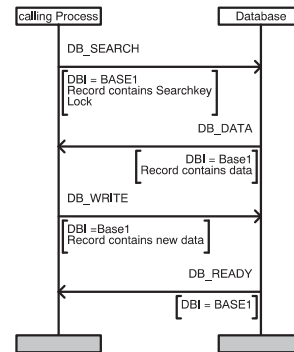 calling Process
Database
DB_SEARCH
DBI = BASE1
Record contains Searchkey
Lock
DB_DATA
DBI = Base1
Record contains data
DB_WRITE
DBI =Base1
Record contains new data
DB_READY
DBI = BASE1